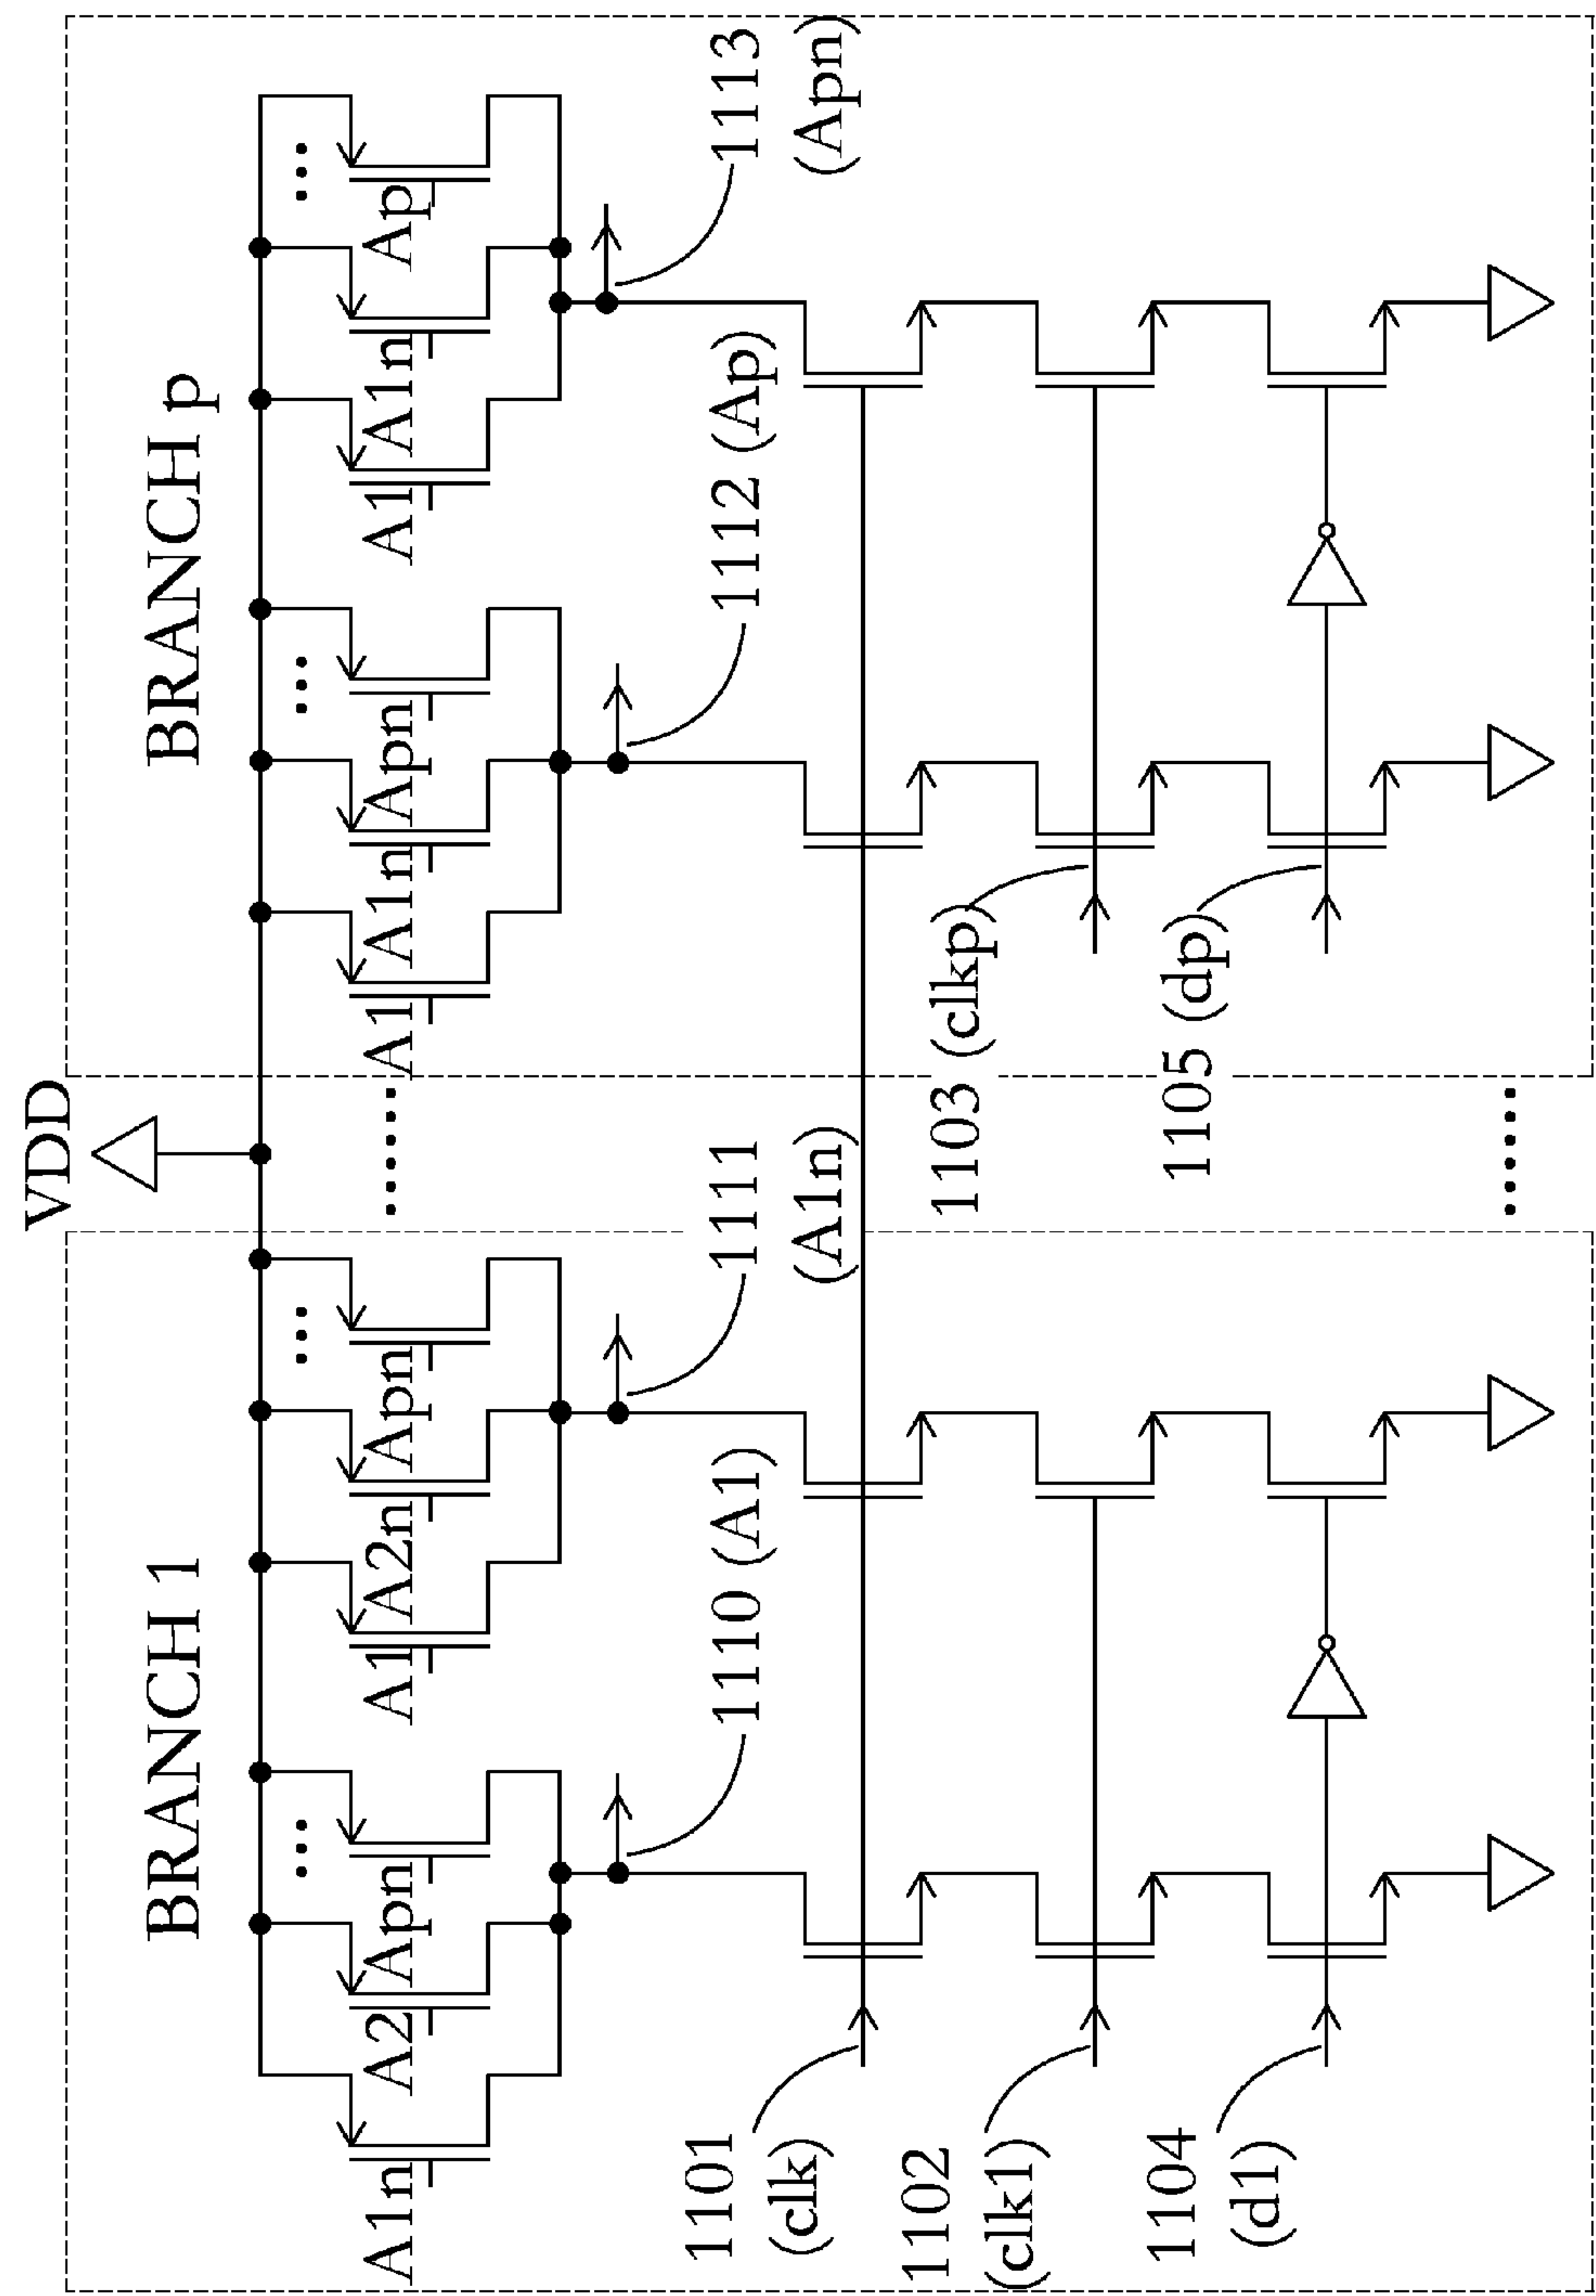 VDD
BRANCH 1
BRANCH p
A1n
A2
Apn
A1
A2n
Apn
......
A1
A1n
Apn
A1
A1n
Ap
...
...
...
...
1110 (A1)
1111
(A1n)
1112 (Ap)
1113
(Apn)
1101
(clk)
1102
(clk1)
1103 (clkp)
1104
(d1)
1105 (dp)
......